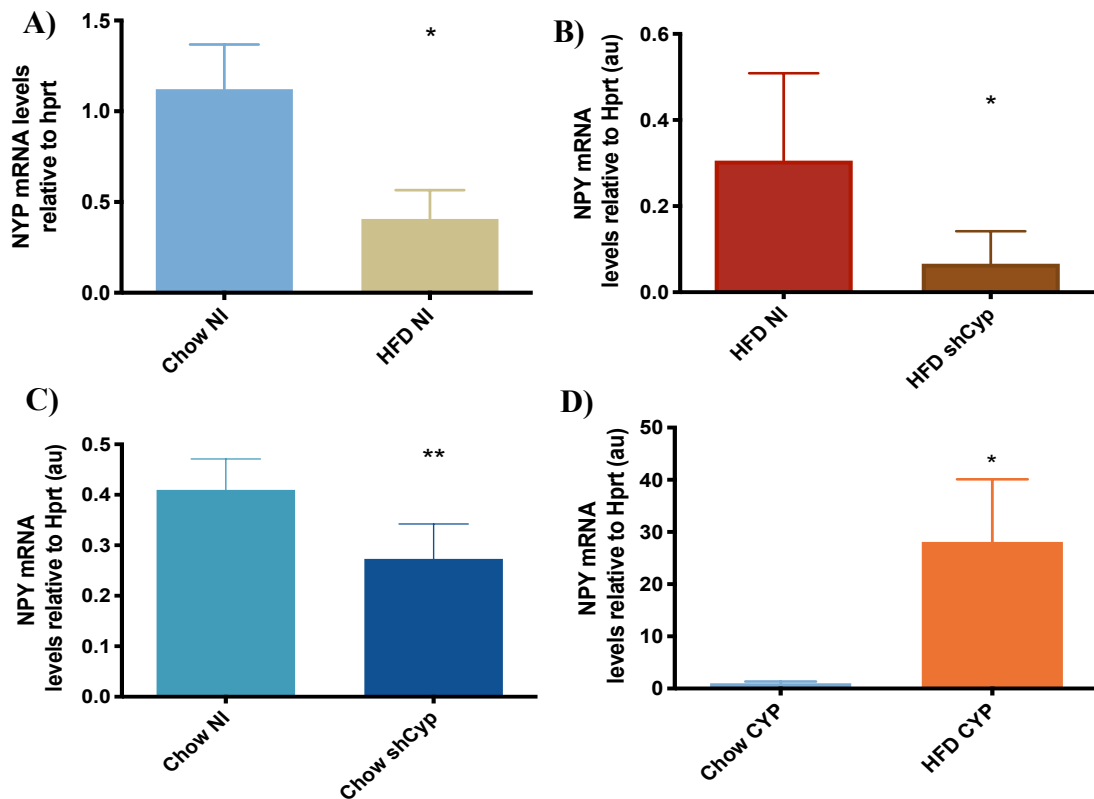 A)
NYP mRNA levels
relative to hprt
1.5
1.0
0.5
0.0
*
Chow NI
HFD NI
B)
NPY mRNA
levels relative to Hprt (au)
0.6
0.4
0.2
0.0
*
HFD NI
HFD shCyp
C)
NPY mRNA
levels relative to Hprt (au)
0.5
0.4
0.3
0.2
0.1
0.0
**
Chow NI
Chow shCyp
D)
NPY mRNA
levels relative to Hprt (au)
50
40
30
20
10
0
*
Chow CYP
HFD CYP